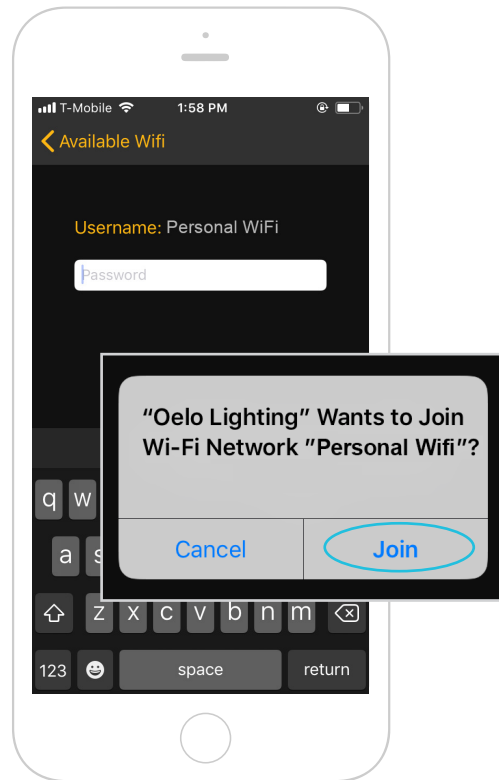 T-Mobile 1:58 PM
Available Wifi
Username: Personal WiFi
Password
“Oelo Lighting” Wants to Join
Wi-Fi Network ”Personal Wifi”?
Cancel Join
q w
a s
z x c v b n m
123 space return